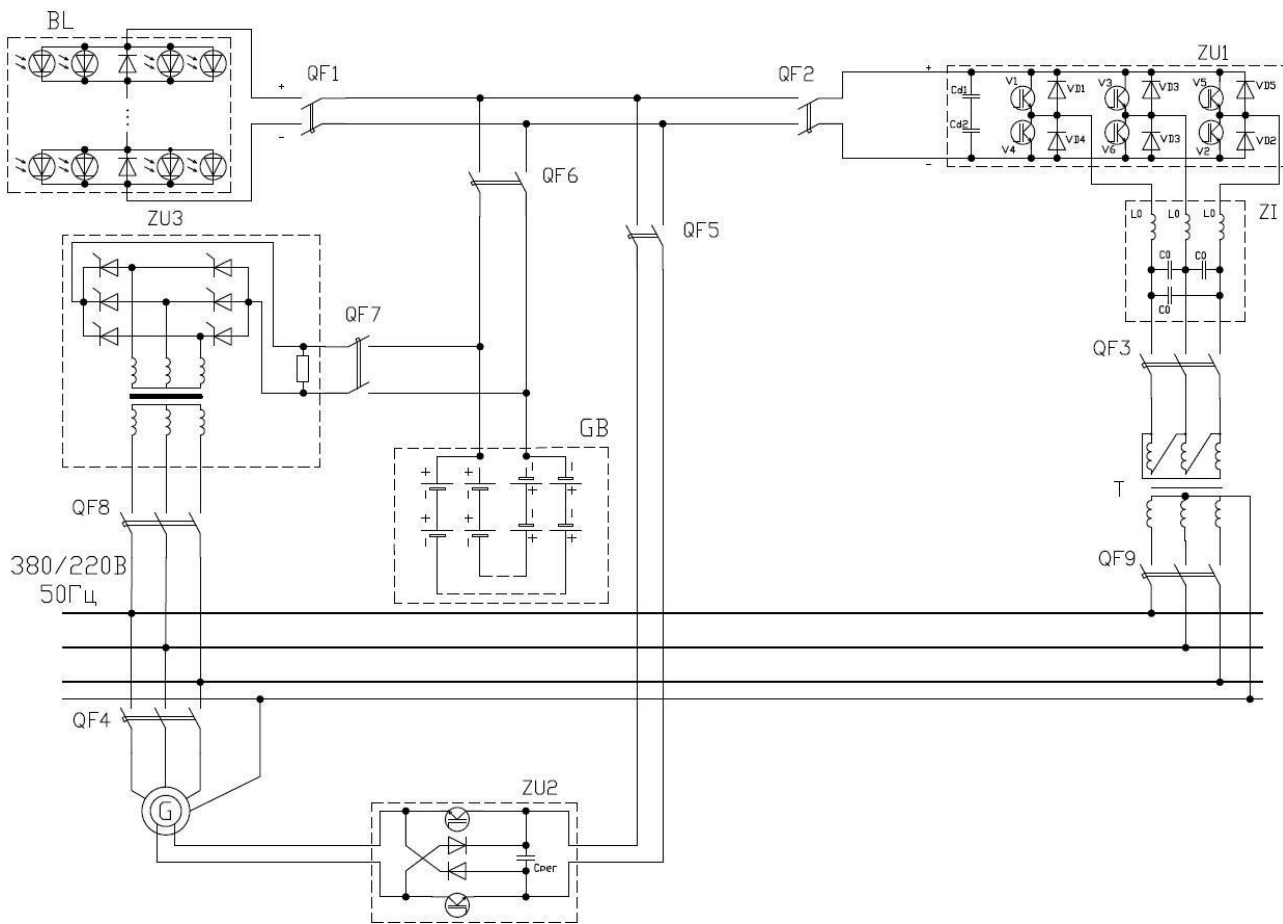 BL
QF1
+
-
QF2
+
-
ZU1
Cd1
Cd2
V1
V4
VD1
VD4
V3
V6
VD3
VD3
V5
V2
VD5
VD2
QF6
QF5
ZU3
QF7
L0
L0
L0
C0
C0
C0
ZI
QF3
T
QF9
GB
+
-
+
-
-
+
-
+
+
-
+
-
-
+
-
+
QF8
380/220В
50Гц
QF4
G
ZU2
Cрег